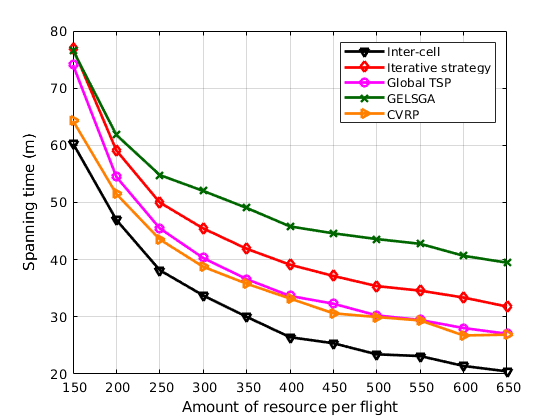 80
70
60
50
40
30
20
Spanning time (m)
150 200 250 300 350 400 450 500 550 600 650
Amount of resource per flight
Inter-cell
Iterative strategy
Global TSP
GELSGA
CVRP